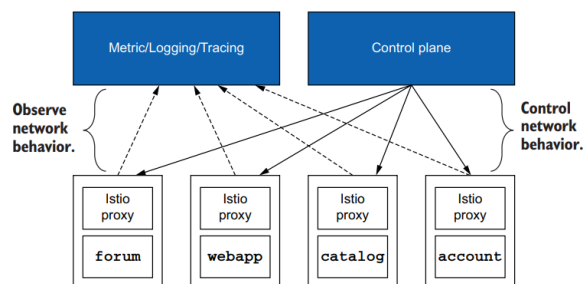 Metric/Logging/Tracing
Control plane
Observe
network
behavior.
Control
network
behavior.
Istio
proxy
forum
Istio
proxy
webapp
Istio
proxy
catalog
Istio
proxy
account